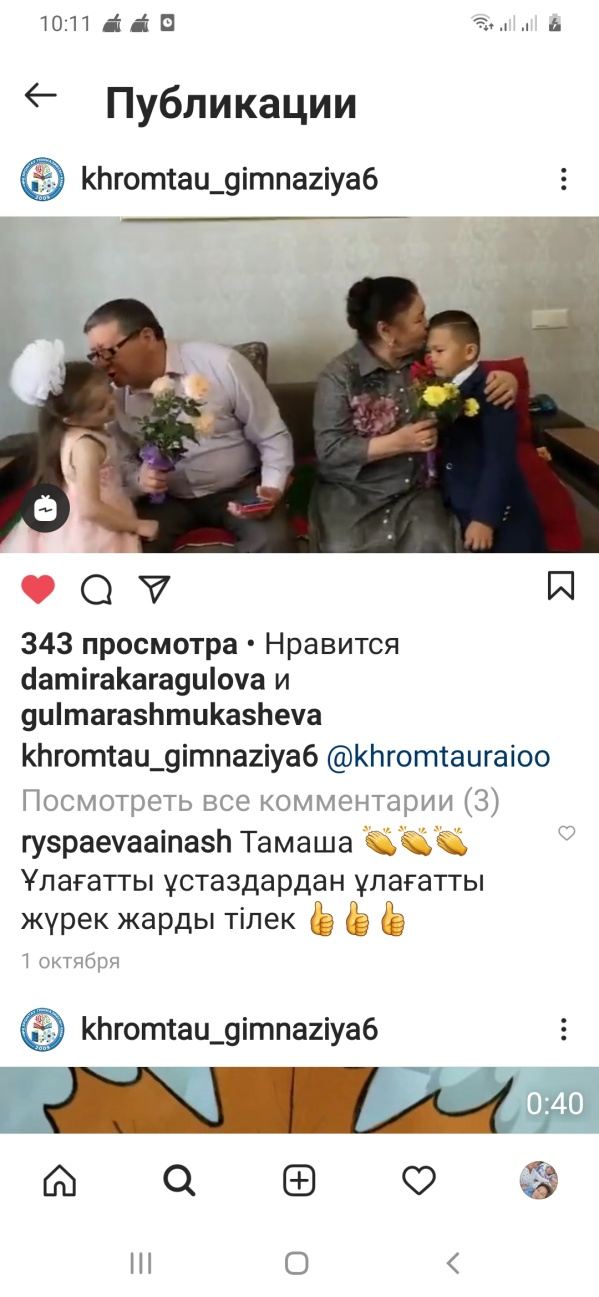 10:11
Публикации
khromtau_gimnaziya6
343 просмотра • Нравится
damirakaragulova и
gulmarashmukasheva
khromtau_gimnaziya6 @khromtauraioo
Посмотреть все комментарии (3)
ryspaevaainash Тамаша 👏👏👏
Ұлағатты ұстаздардан ұлағатты
жүрек жарды тілек 👍👍👍
1 октября
khromtau_gimnaziya6
0:40